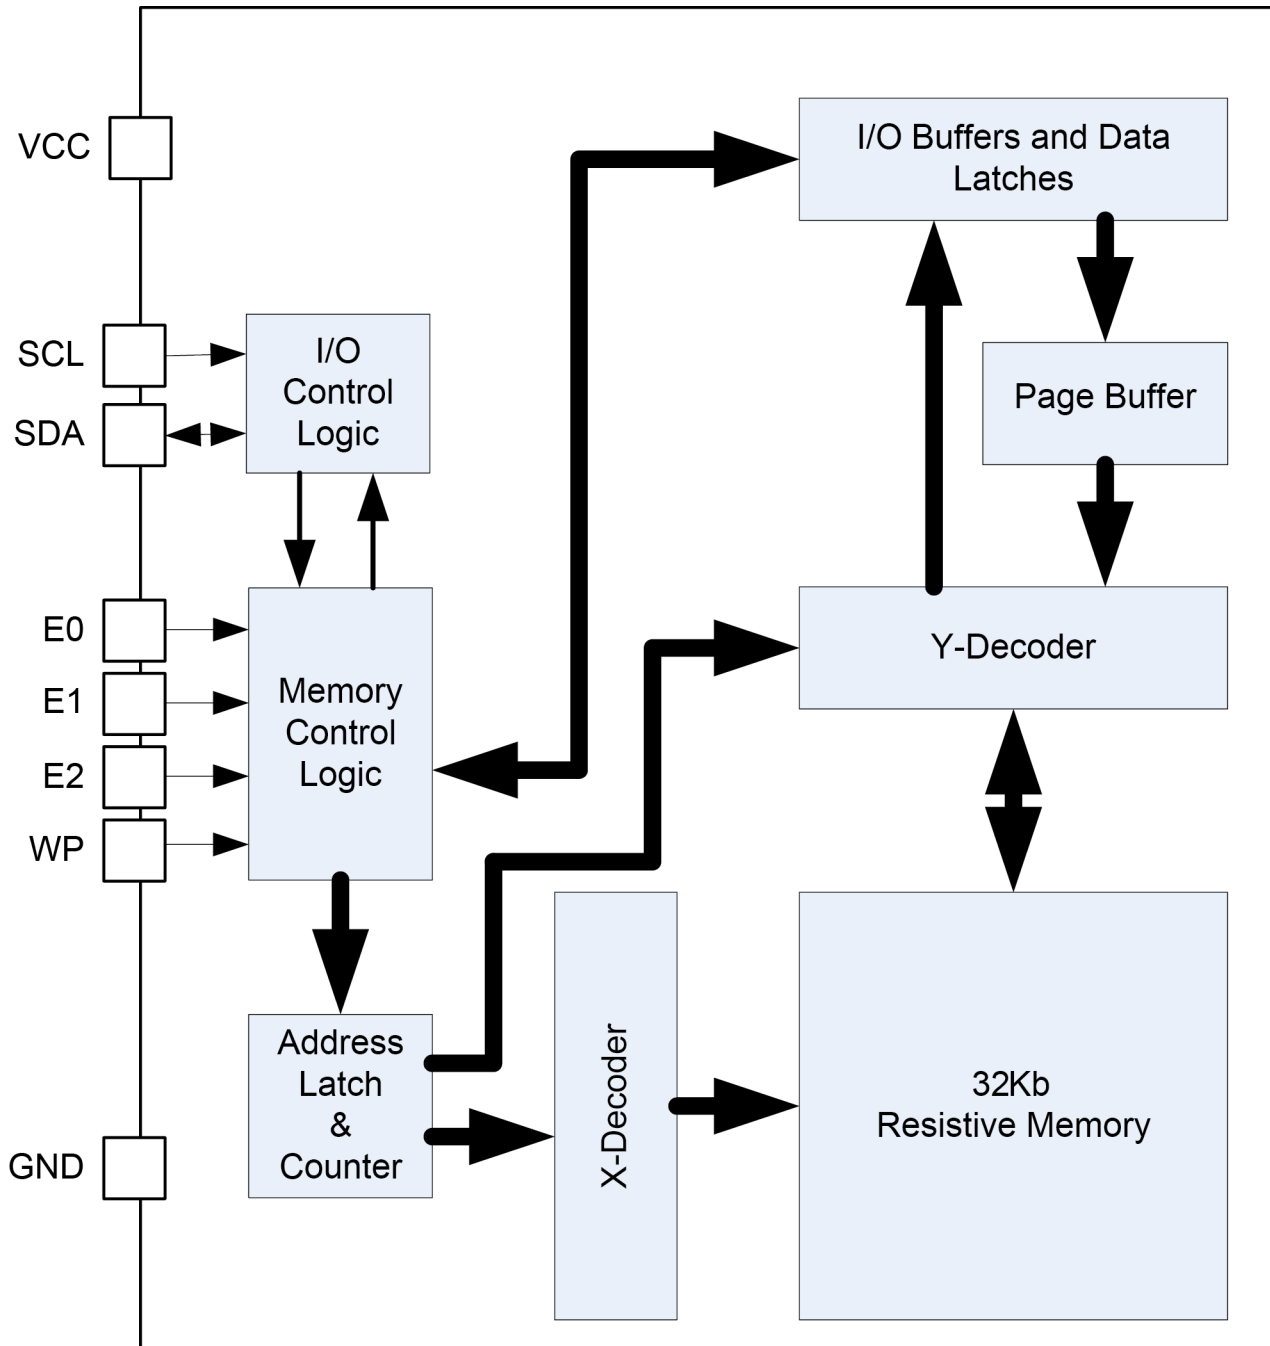 VCC
I/O Buffers and Data
Latches
SCL
I/O
Control
Logic
SDA
Page Buffer
E0
E1
E2
WP
Memory
Control
Logic
Y-Decoder
Address
Latch
&
Counter
GND
X-Decoder
32Kb
Resistive Memory